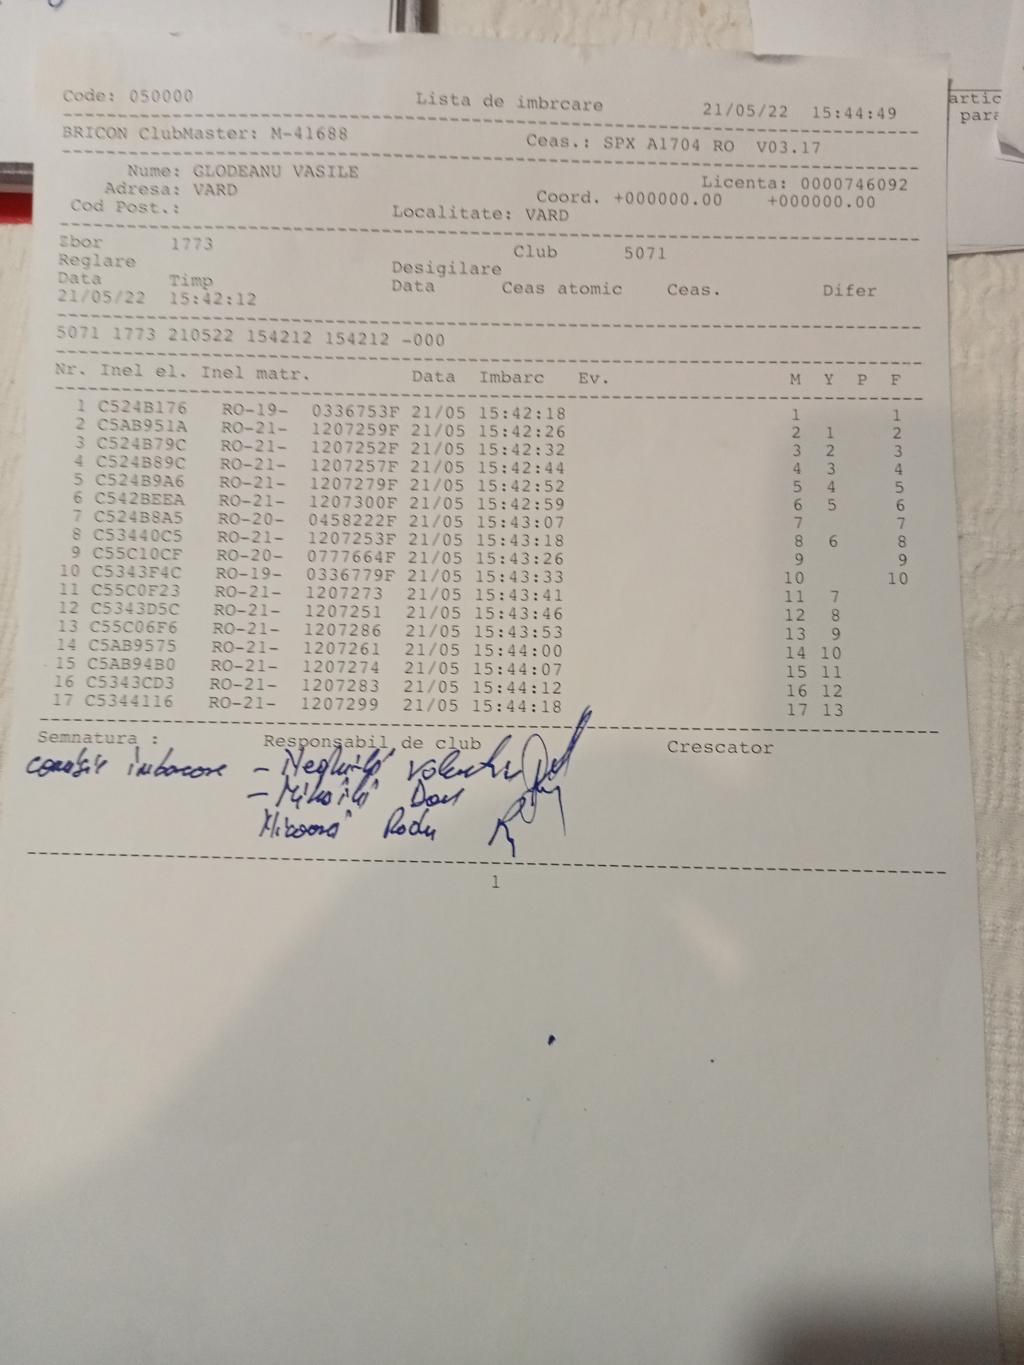 Code: 050000 Lista de imbrcare 21/05/22 15:44:49
BRICON ClubMaster: M-41688 Ceas.: SPX A1704 RO V03.17
Nume: GLODEANU VASILE Licenta: 0000746092
Adresa: VARD Coord. +000000.00 +000000.00
Cod Post.: Localitate: VARD
Zbor 1773 Club 5071
Reglare Desigilare
Data Timp Data Ceas atomic Ceas. Difer
21/05/22 15:42:12
5071 1773 210522 154212 154212 -000
Nr. Inel el. Inel matr. Data Imbarc Ev. M Y P F
1 C524B176 RO-19- 0336753F 21/05 15:42:18 1 1
2 C5AB951A RO-21- 1207259F 21/05 15:42:26 2 1 2
3 C524B79C RO-21- 1207252F 21/05 15:42:32 3 2 3
4 C524B89C RO-21- 1207257F 21/05 15:42:44 4 3 4
5 C524B9A6 RO-21- 1207279F 21/05 15:42:52 5 4 5
6 C542BEEA RO-21- 1207300F 21/05 15:42:59 6 5 6
7 C524B8A5 RO-20- 0458222F 21/05 15:43:07 7 7
8 C53440C5 RO-21- 1207253F 21/05 15:43:18 8 6 8
9 C55C10CF RO-20- 0777664F 21/05 15:43:26 9 9
10 C5343F4C RO-19- 0336779F 21/05 15:43:33 10 10
11 C55C0F23 RO-21- 1207273 21/05 15:43:41 11 7
12 C5343D5C RO-21- 1207251 21/05 15:43:46 12 8
13 C55C06F6 RO-21- 1207286 21/05 15:43:53 13 9
14 C5AB9575 RO-21- 1207261 21/05 15:44:00 14 10
15 C5AB94B0 RO-21- 1207274 21/05 15:44:07 15 11
16 C5343CD3 RO-21- 1207283 21/05 15:44:12 16 12
17 C5344116 RO-21- 1207299 21/05 15:44:18 17 13
Semnatura : Responsabil de club Crescator
Dan
Radu
1